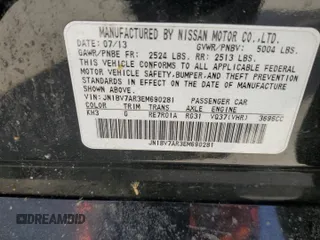 MANUFACTURED BY NISSAN MOTOR CO.,LTD.
DATE: 07/13 GVWR/PNBV: 5004 LBS.
GAWR/PNBE FR: 2524 LBS. RR: 2513 LBS.
THIS VEHICLE CONFORMS TO ALL APPLICABLE FEDERAL
MOTOR VEHICLE SAFETY, BUMPER, AND THEFT PREVENTION
STANDARDS IN EFFECT ON THE DATE OF MANUFACTURE
SHOWN ABOVE.
V.I.N: JN1BV7AR3EM690281 PASSENGER CAR
COLOR TRIM TRANS AXLE ENGINE
KH3 G RE7R01A RG31 VQ37(VHR) 3696CC
JN1BV7AR3EM690281
DREAMBID